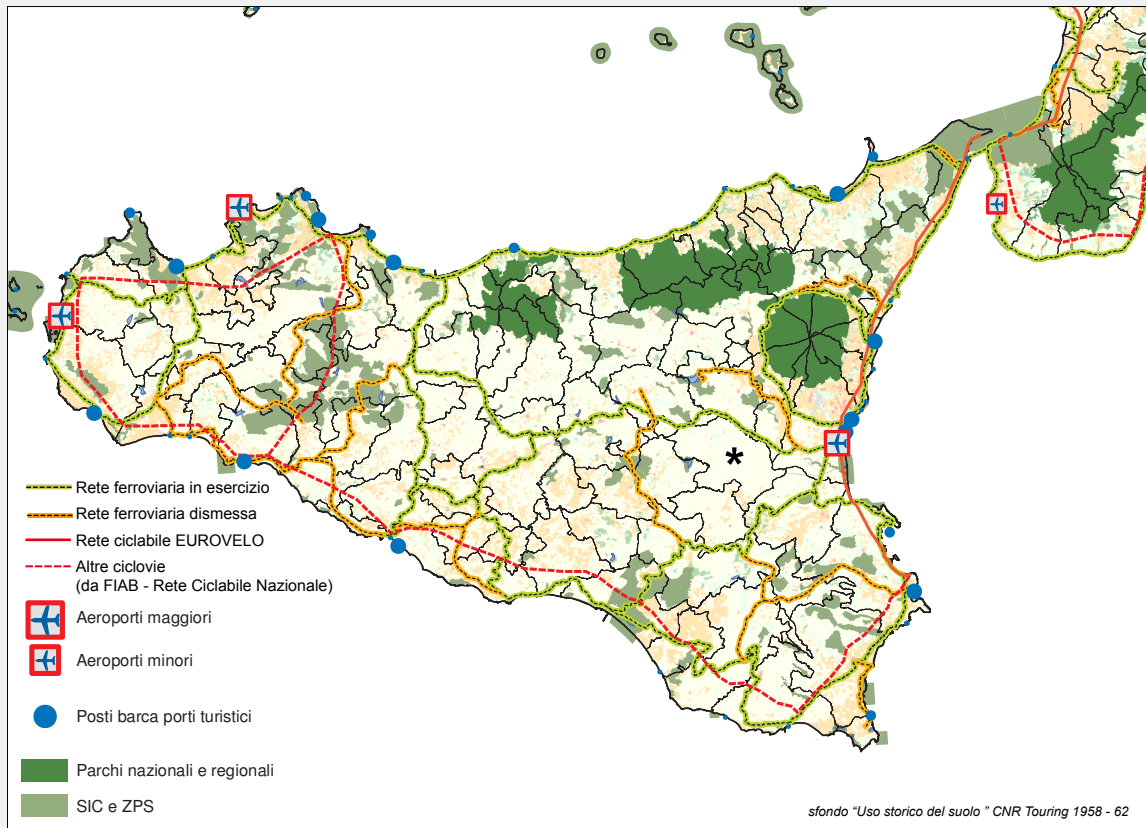 Rete ferroviaria in esercizio
Rete ferroviaria dismessa
Rete ciclabile EUROVELO
Altre ciclovie
(da FIAB - Rete Ciclabile Nazionale)
Aeroporti maggiori
Aeroporti minori
Posti barca porti turistici
Parchi nazionali e regionali
SIC e ZPS
*
sfondo “Uso storico del suolo ” CNR Touring 1958 - 62